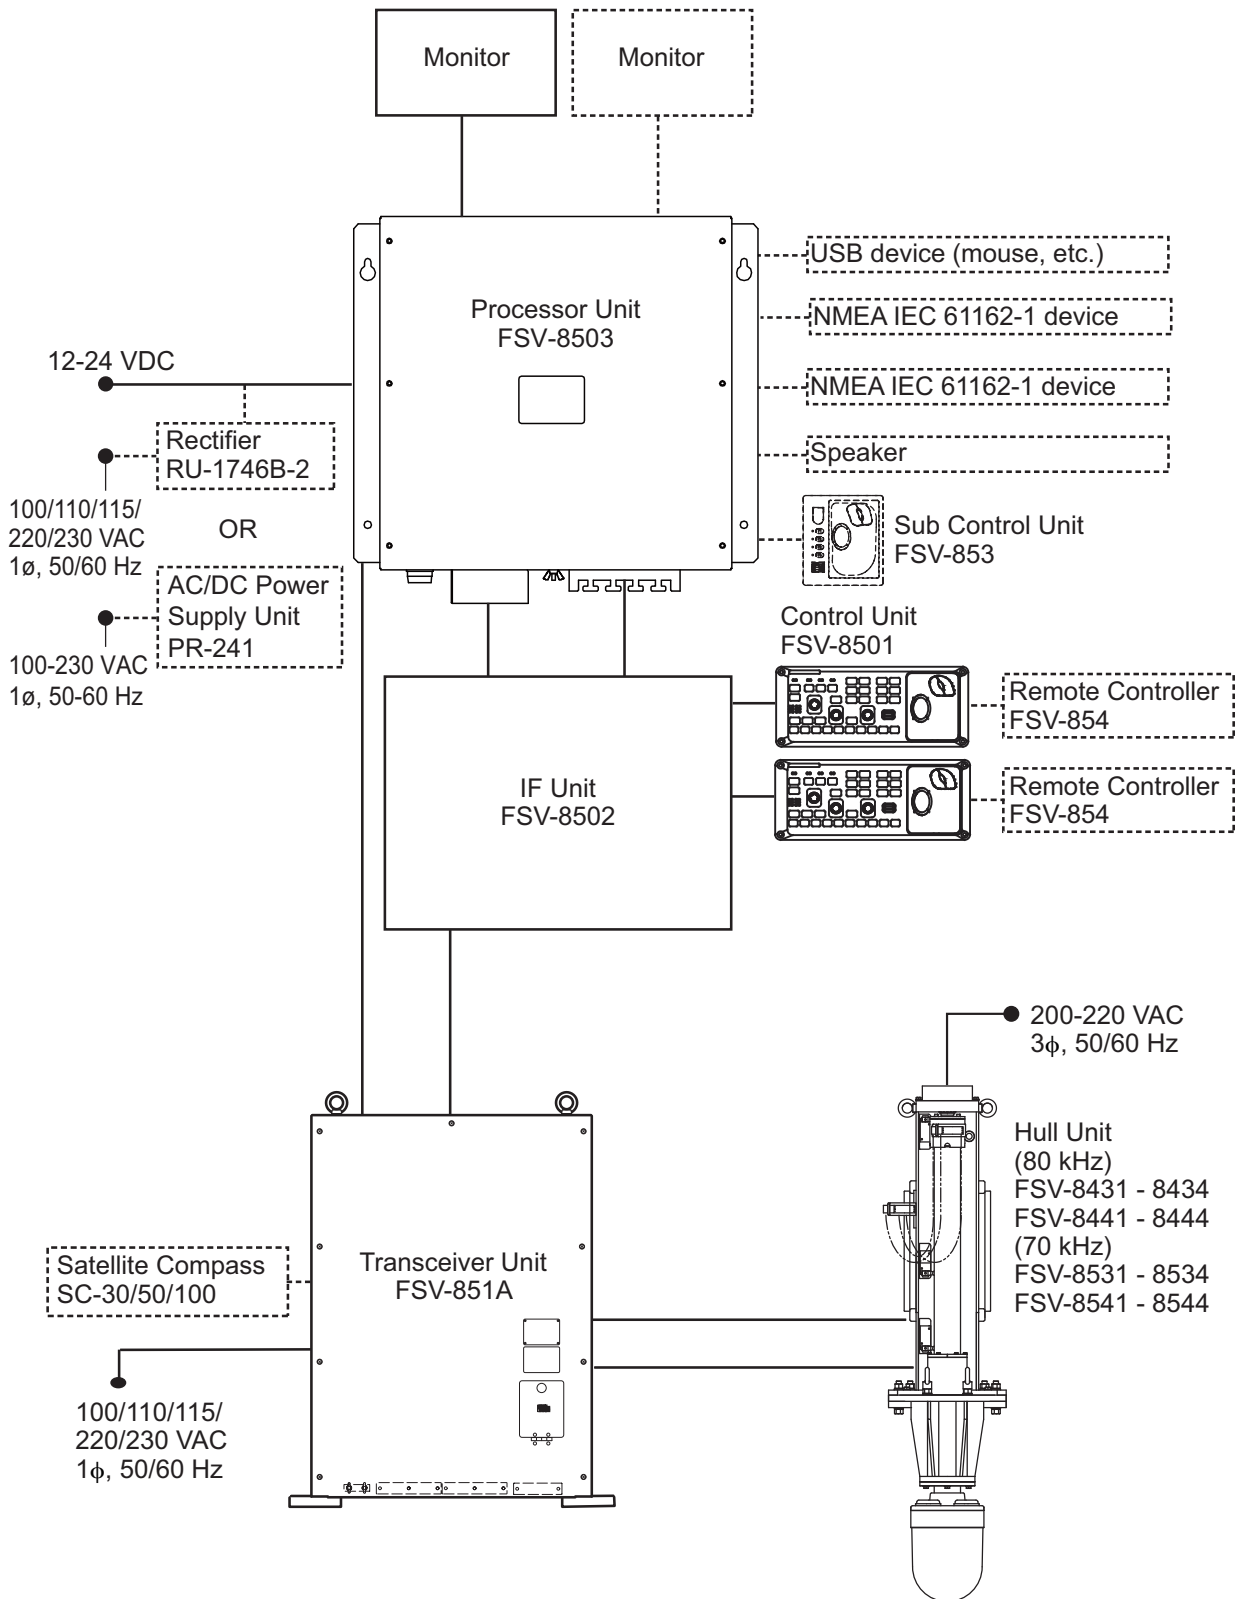 Monitor
Monitor
Processor Unit
FSV-8503
USB device (mouse, etc.)
NMEA IEC 61162-1 device
NMEA IEC 61162-1 device
Speaker
Sub Control Unit
FSV-853
12-24 VDC
Rectifier
RU-1746B-2
100/110/115/
220/230 VAC
1ø, 50/60 Hz
OR
AC/DC Power
Supply Unit
PR-241
100-230 VAC
1ø, 50-60 Hz
Control Unit
FSV-8501
Remote Controller
FSV-854
Remote Controller
FSV-854
IF Unit
FSV-8502
200-220 VAC
3ϕ, 50/60 Hz
Hull Unit
(80 kHz)
FSV-8431 - 8434
FSV-8441 - 8444
(70 kHz)
FSV-8531 - 8534
FSV-8541 - 8544
Transceiver Unit
FSV-851A
Satellite Compass
SC-30/50/100
100/110/115/
220/230 VAC
1ϕ, 50/60 Hz